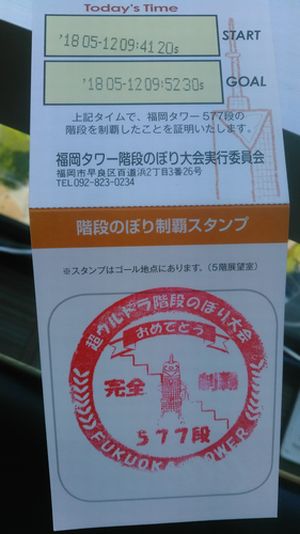 Today's Time
'18 05-12 09:41 20s START
'18 05-12 09:52 30s GOAL
上記タイムで、福岡タワー577段の
階段を制覇したことを証明いたします。
福岡タワー階段のぼり大会実行委員会
福岡市早良区百道浜2丁目3番26号
TEL092-823-0234
階段のぼり制覇スタンプ
※スタンプはゴール地点にあります。(5階展望室)
超ウルトラ階段のぼり大会
おめでとう
完全 制覇
577段
FUKUOK OWER